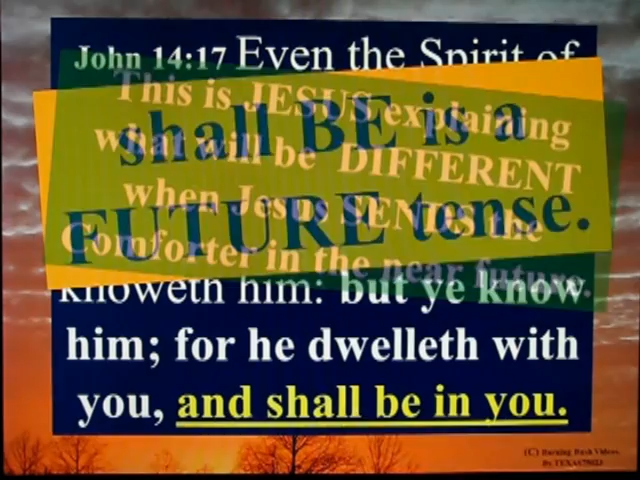 John 14:17 Even the Spirit of
This is JESUS explaining
what will be DIFFERENT
when Jesus SENDS the
Comforter in the near future.
shall BE is a
FUTURE tense.
knoweth him: but ye know
him; for he dwelleth with
you, and shall be in you.
(C) Burning Bush Videos